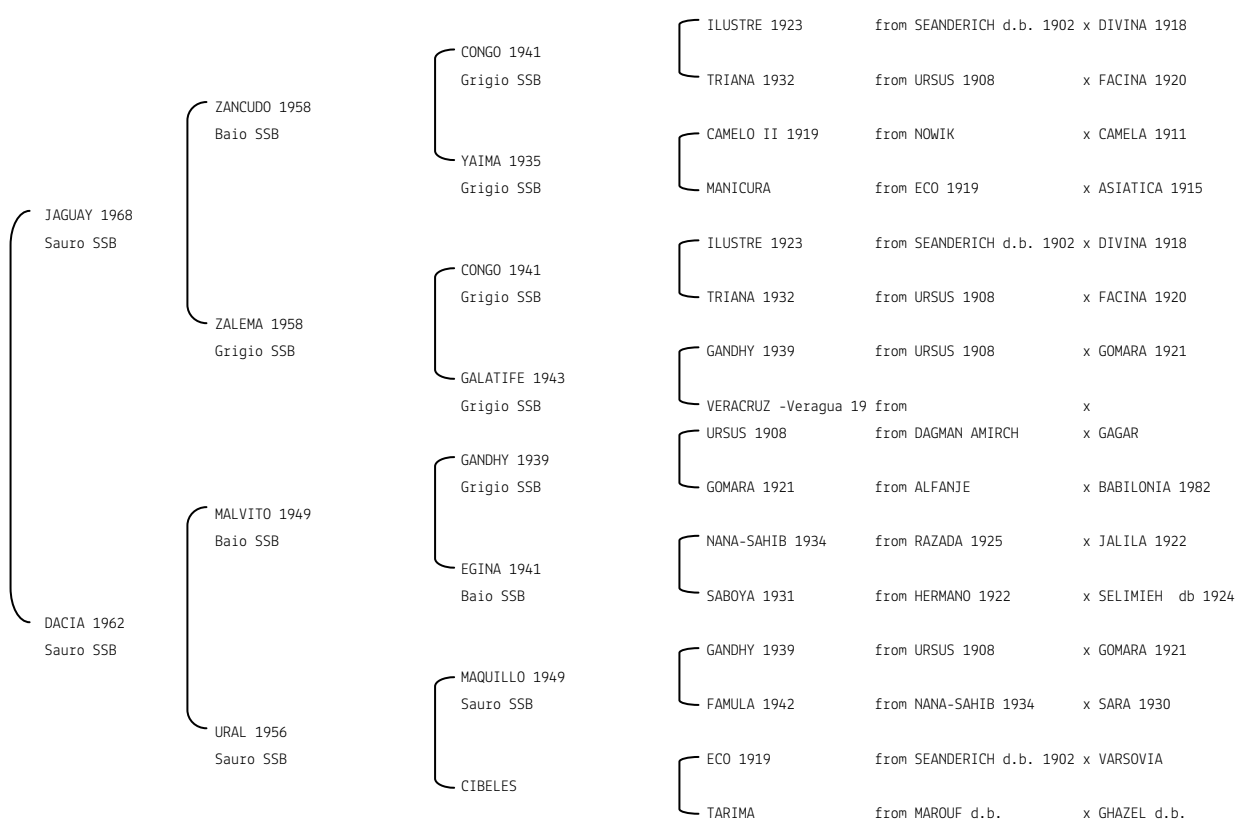 ILUSTRE 1923 from SEANDERICH d.b. 1902 x DIVINA 1918
CONGO 1941
Grigio SSB TRIANA 1932 from URSUS 1908 x FACINA 1920
ZANCUDO 1958
Baio SSB CAMELO II 1919 from NOWIK x CAMELA 1911
YAIMA 1935
Grigio SSB MANICURA from ECO 1919 x ASIATICA 1915
JAGUAY 1968
Sauro SSB ILUSTRE 1923 from SEANDERICH d.b. 1902 x DIVINA 1918
CONGO 1941
Grigio SSB TRIANA 1932 from URSUS 1908 x FACINA 1920
ZALEMA 1958
Grigio SSB GANDHY 1939 from URSUS 1908 x GOMARA 1921
GALATIFE 1943
Grigio SSB VERACRUZ -Veragua 19 from x
URSUS 1908 from DAGMAN AMIRCH x GAGAR
GANDHY 1939
Grigio SSB GOMARA 1921 from ALFANJE x BABILONIA 1982
MALVITO 1949
Baio SSB NANA-SAHIB 1934 from RAZADA 1925 x JALILA 1922
EGINA 1941
Baio SSB SABOYA 1931 from HERMANO 1922 x SELIMIEH db 1924
DACIA 1962
Sauro SSB GANDHY 1939 from URSUS 1908 x GOMARA 1921
MAQUILLO 1949
Sauro SSB FAMULA 1942 from NANA-SAHIB 1934 x SARA 1930
URAL 1956
Sauro SSB ECO 1919 from SEANDERICH d.b. 1902 x VARSOVIA
CIBELES
TARIMA from MAROUF d.b. x GHAZEL d.b.